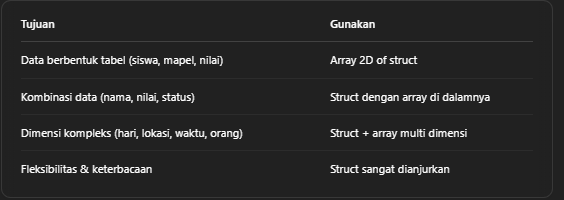 Tujuan Gunakan
Data berbentuk tabel (siswa, mapel, nilai) Array 2D of struct
Kombinasi data (nama, nilai, status) Struct dengan array di dalamnya
Dimensi kompleks (hari, lokasi, waktu, orang) Struct + array multi dimensi
Fleksibilitas & keterbacaan Struct sangat dianjurkan